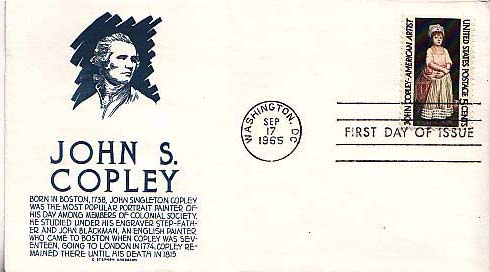 JOHN S.
COPLEY
BORN IN BOSTON, 1738, JOHN SINGLETON COPLEY
WAS THE MOST POPULAR PORTRAIT PAINTER OF
HIS DAY AMONG MEMBERS OF COLONIAL SOCIETY.
HE STUDIED UNDER HIS ENGRAVER STEP-FATH-
ER AND JOHN BLACKMAN, AN ENGLISH PAINTER
WHO CAME TO BOSTON WHEN COPLEY WAS SEV-
ENTEEN. GOING TO LONDON IN 1774, COPLEY RE-
MAINED THERE UNTIL HIS DEATH IN 1815
WASHINGTON, DC
SEP
17
1965
JOHN COPLEY-AMERICAN ARTIST
UNITED STATES POSTAGE 5 CENTS
FIRST DAY OF ISSUE